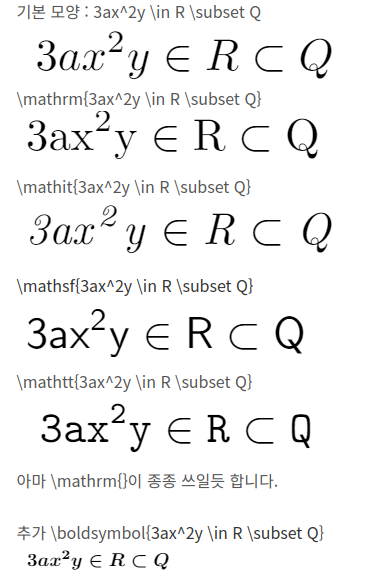 기본 모양 : 3ax^2y \in R \subset Q
3ax²y ∈ R ⊂ Q
\mathrm{3ax^2y \in R \subset Q}
3ax²y ∈ R ⊂ Q
\mathit{3ax^2y \in R \subset Q}
3ax²y ∈ R ⊂ Q
\mathsf{3ax^2y \in R \subset Q}
3ax²y ∈ R ⊂ Q
\mathtt{3ax^2y \in R \subset Q}
3ax²y ∈ R ⊂ Q
아마 \mathrm{}이 종종 쓰일듯 합니다.
추가 \boldsymbol{3ax^2y \in R \subset Q}
3ax²y ∈ R ⊂ Q